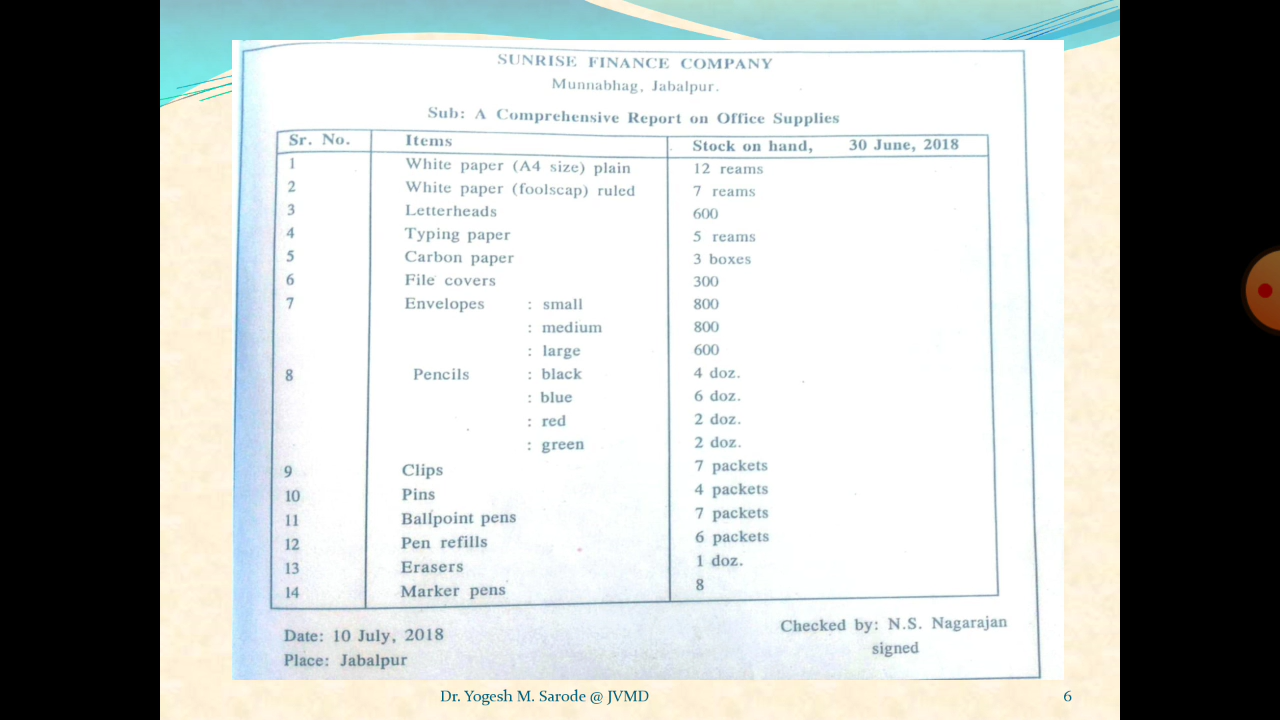 SUNRISE FINANCE COMPANY
Munnabhag, Jabalpur.
Sub: A Comprehensive Report on Office Supplies
Sr. No. Items Stock on hand, 30 June, 2018
1 White paper (A4 size) plain 12 reams
2 White paper (foolscap) ruled 7 reams
3 Letterheads 600
4 Typing paper 5 reams
5 Carbon paper 3 boxes
6 File covers 300
7 Envelopes : small 800
: medium 800
: large 600
8 Pencils : black 4 doz.
: blue 6 doz.
: red 2 doz.
: green 2 doz.
9 Clips 7 packets
10 Pins 4 packets
11 Ballpoint pens 7 packets
12 Pen refills 6 packets
13 Erasers 1 doz.
14 Marker pens 8
Date: 10 July, 2018 Checked by: N.S. Nagarajan
Place: Jabalpur signed
Dr. Yogesh M. Sarode @ JVMD 6